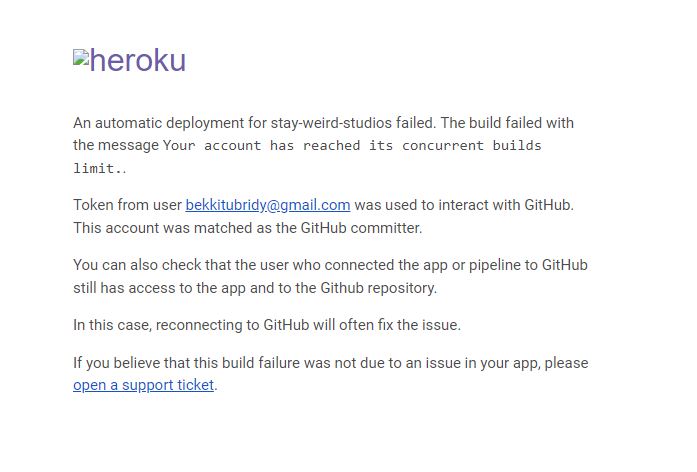 heroku
An automatic deployment for stay-weird-studios failed. The build failed with
the message Your account has reached its concurrent builds
limit..
Token from user bekkitubridy@gmail.com was used to interact with GitHub.
This account was matched as the GitHub committer.
You can also check that the user who connected the app or pipeline to GitHub
still has access to the app and to the Github repository.
In this case, reconnecting to GitHub will often fix the issue.
If you believe that this build failure was not due to an issue in your app, please
open a support ticket.